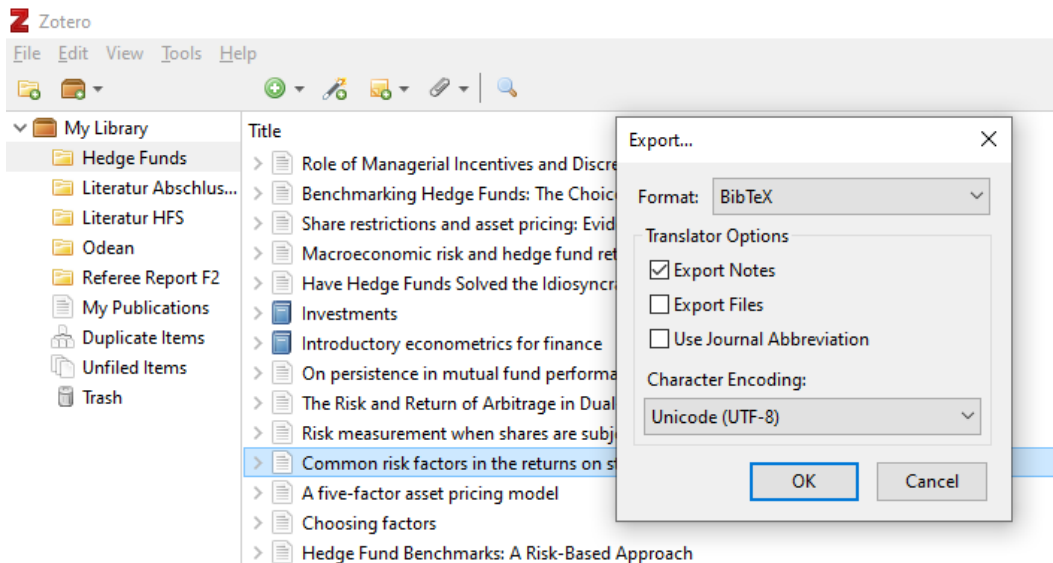 Zotero
File Edit View Tools Help
My Library
Hedge Funds
Literatur Abschlus...
Literatur HFS
Odean
Referee Report F2
My Publications
Duplicate Items
Unfiled Items
Trash
Title
Role of Managerial Incentives and Discre
Benchmarking Hedge Funds: The Choic
Share restrictions and asset pricing: Evid
Macroeconomic risk and hedge fund ret
Have Hedge Funds Solved the Idiosyncr
Investments
Introductory econometrics for finance
On persistence in mutual fund performa
The Risk and Return of Arbitrage in Dual
Risk measurement when shares are subj
Common risk factors in the returns on st
A five-factor asset pricing model
Choosing factors
Hedge Fund Benchmarks: A Risk-Based Approach
Export...
Format: BibTeX
Translator Options
Export Notes
Export Files
Use Journal Abbreviation
Character Encoding:
Unicode (UTF-8)
OK Cancel